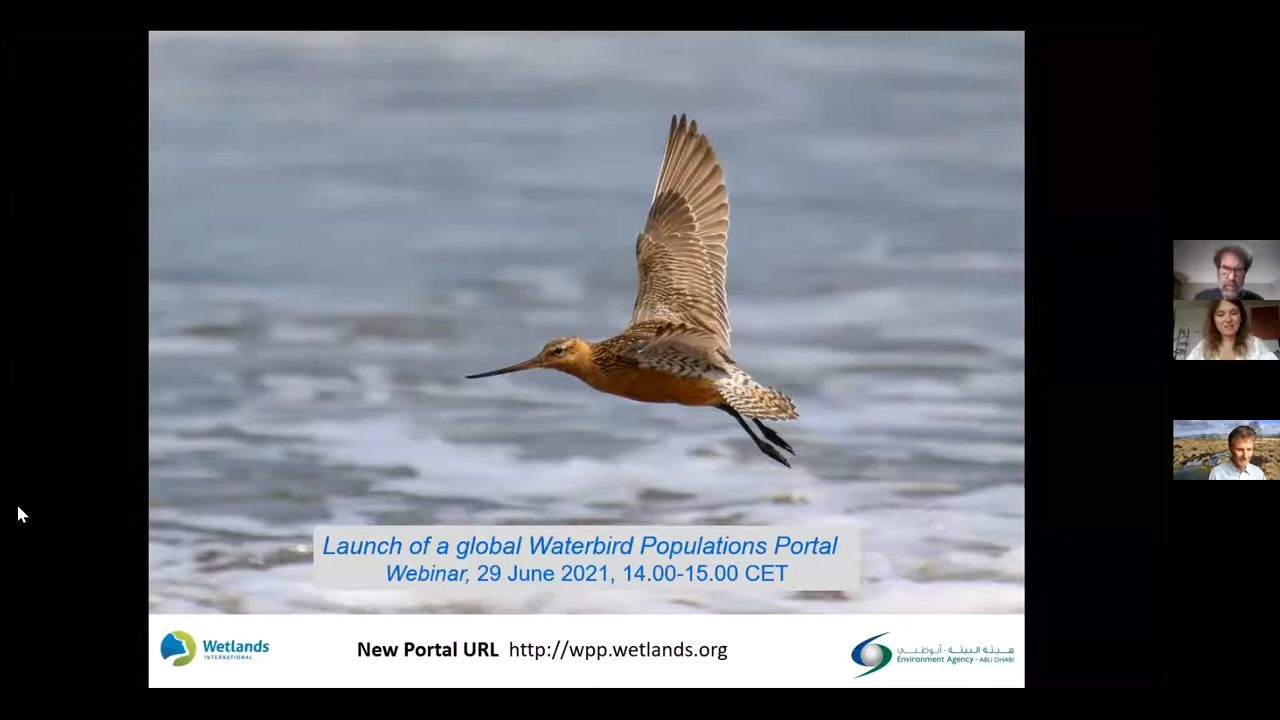 Launch of a global Waterbird Populations Portal
Webinar, 29 June 2021, 14.00-15.00 CET
Wetlands
INTERNATIONAL
New Portal URL http://wpp.wetlands.org
هيئة البيئة - أبوظبي
Environment Agency - ABU DHABI